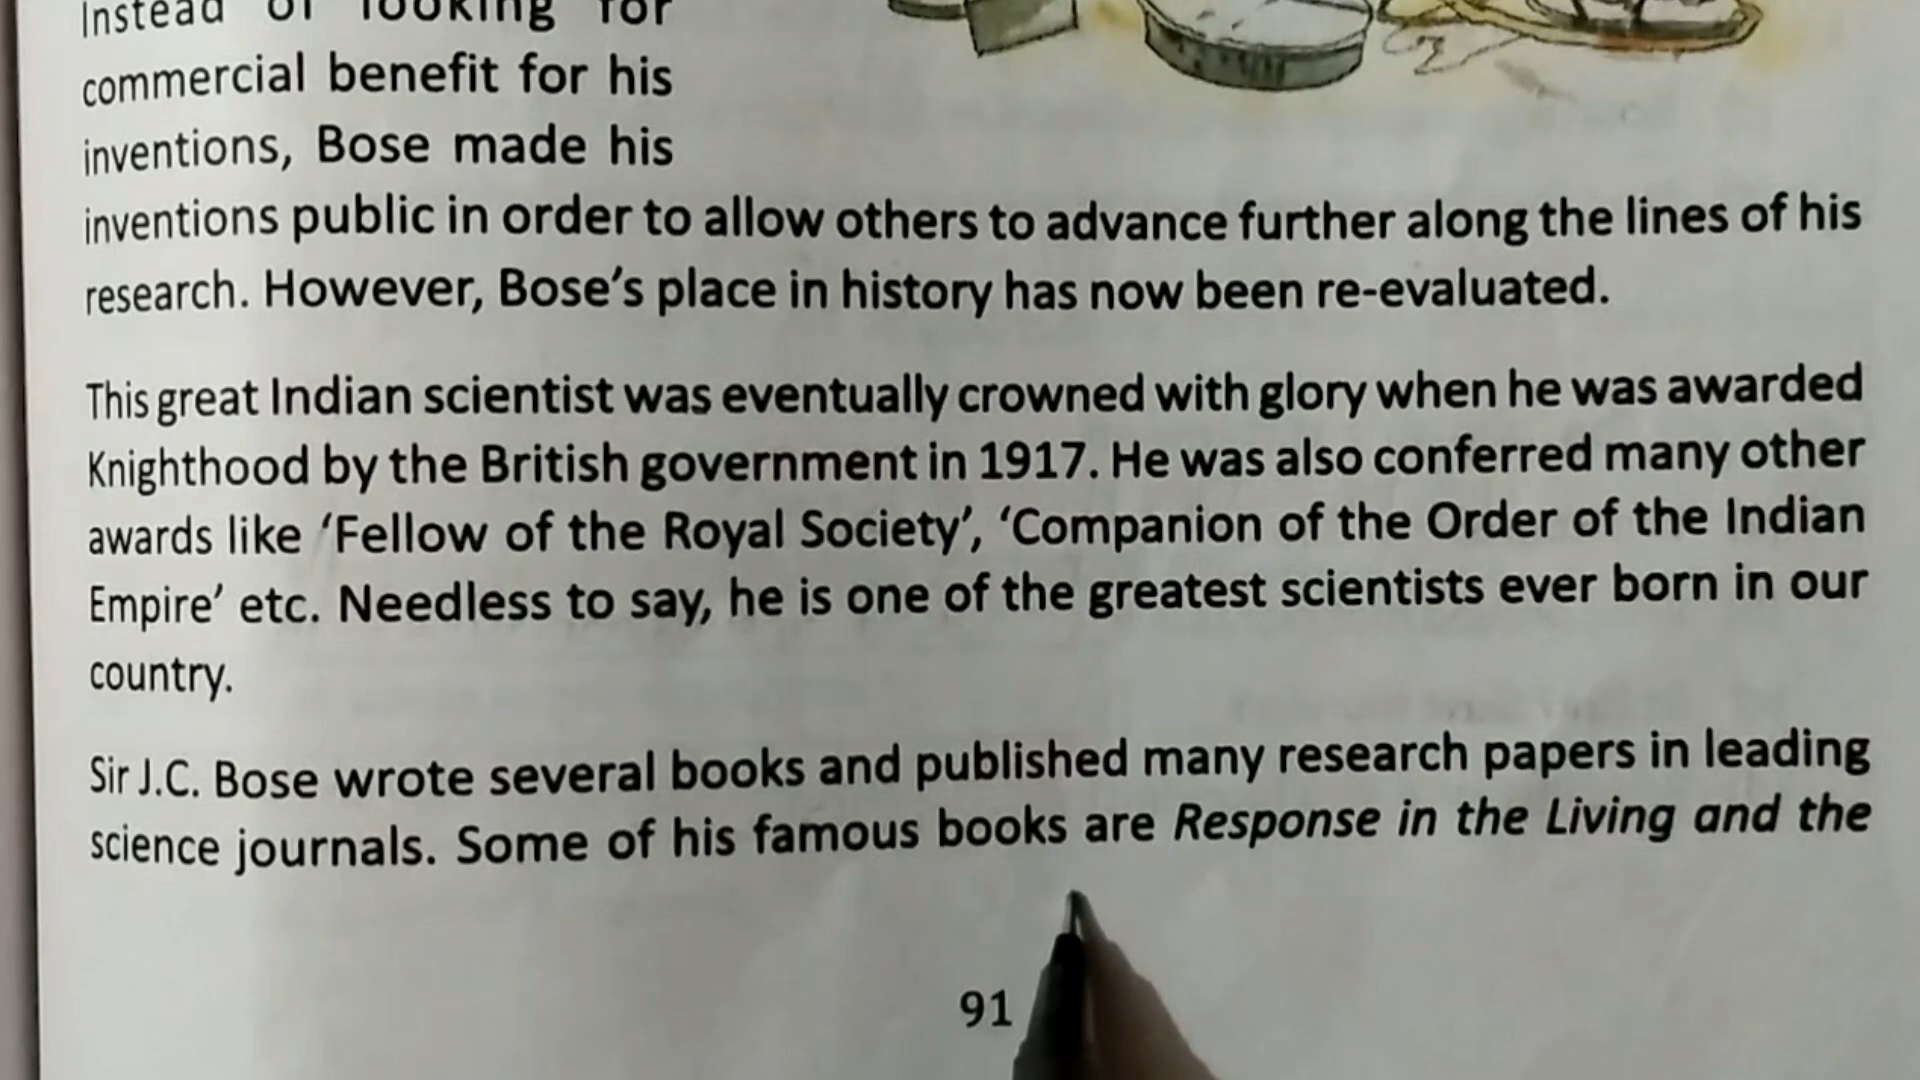 Instead of looking for
commercial benefit for his
inventions, Bose made his
inventions public in order to allow others to advance further along the lines of his
research. However, Bose’s place in history has now been re-evaluated.
This great Indian scientist was eventually crowned with glory when he was awarded
Knighthood by the British government in 1917. He was also conferred many other
awards like ‘Fellow of the Royal Society’, ‘Companion of the Order of the Indian
Empire’ etc. Needless to say, he is one of the greatest scientists ever born in our
country.
Sir J.C. Bose wrote several books and published many research papers in leading
science journals. Some of his famous books are Response in the Living and the
91